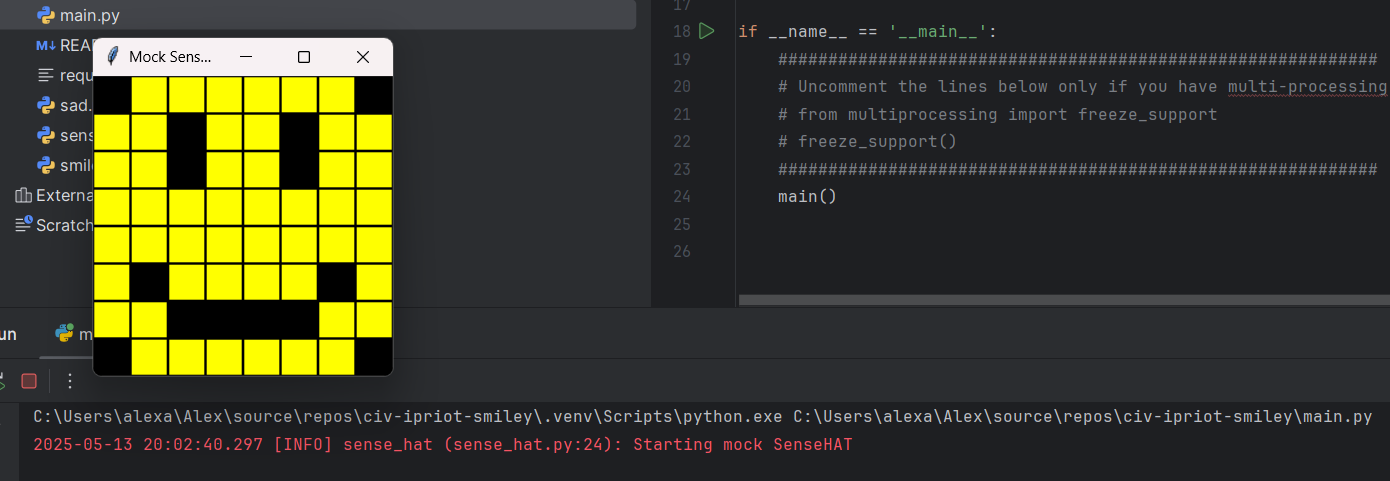 main.py
M↓ REA
requ
sad.
sens
smil
Externa
Scratch
Mock Sens...
17
18 if __name__ == '__main__':
19 ############################################################
20 # Uncomment the lines below only if you have multi-processing
21 # from multiprocessing import freeze_support
22 # freeze_support()
23 ############################################################
24 main()
25
26
un
m
C:\Users\alexa\Alex\source\repos\civ-ipriot-smiley\.venv\Scripts\python.exe C:\Users\alexa\Alex\source\repos\civ-ipriot-smiley\main.py
2025-05-13 20:02:40.297 [INFO] sense_hat (sense_hat.py:24): Starting mock SenseHAT